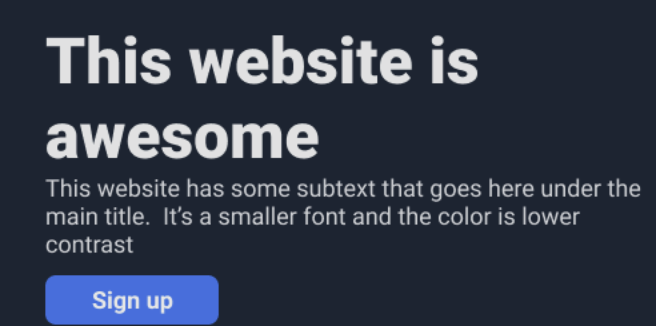 This website is
awesome
This website has some subtext that goes here under the
main title.  It’s a smaller font and the color is lower
contrast
Sign up